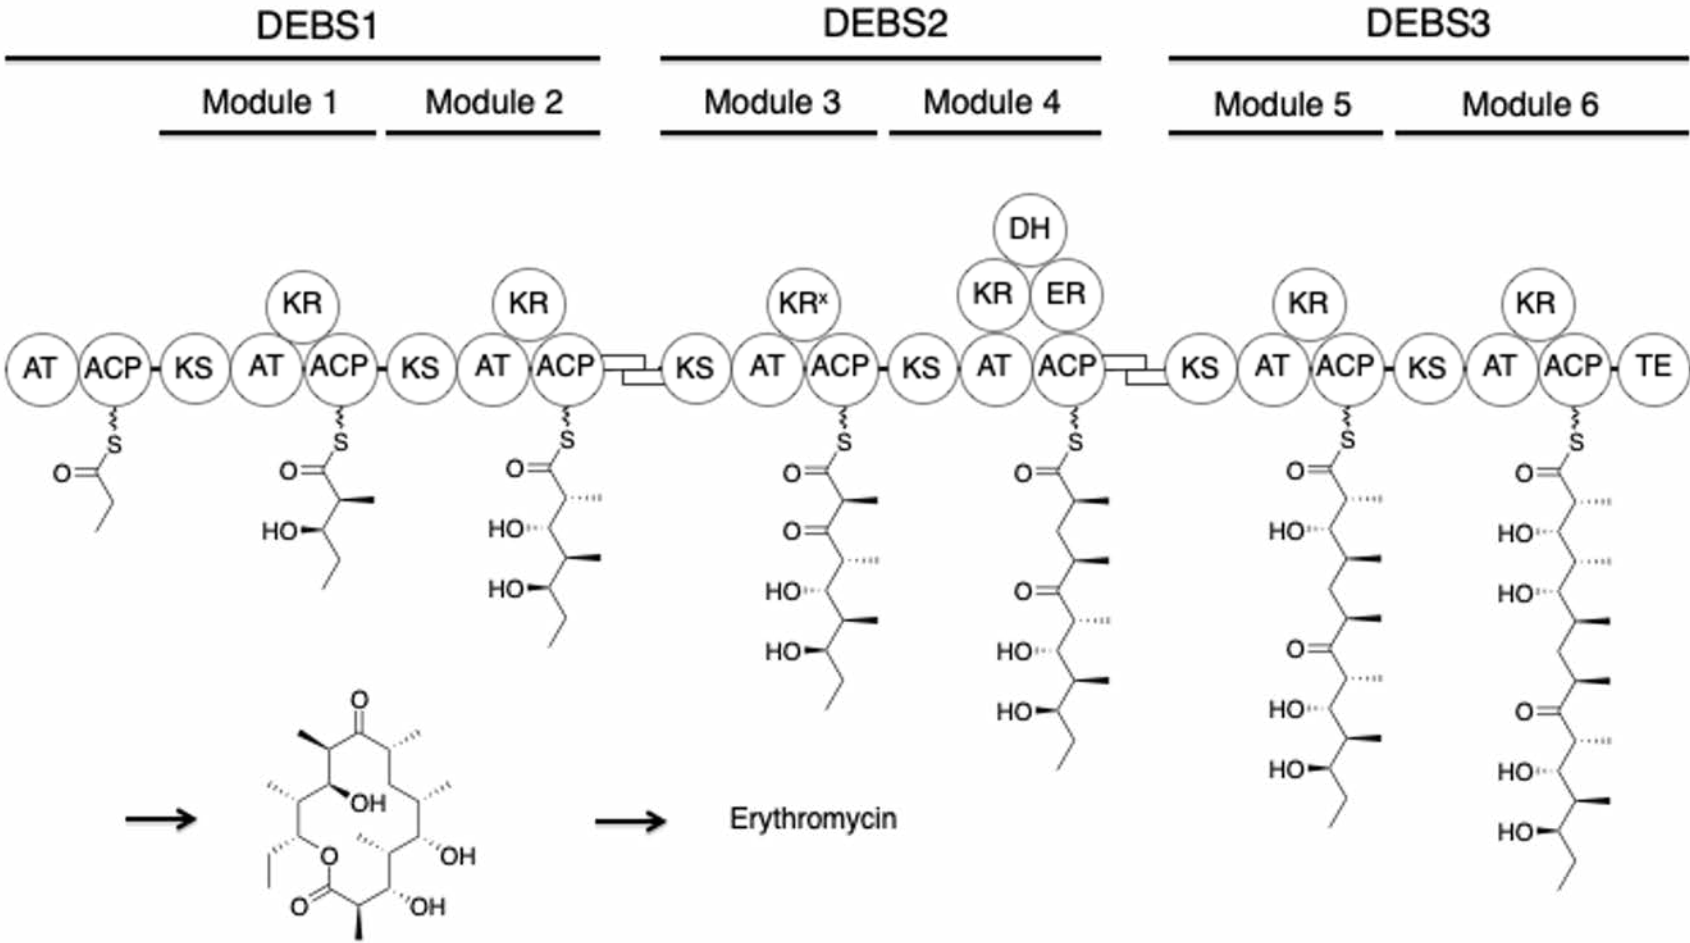 DEBS1 DEBS2 DEBS3
Module 1 Module 2 Module 3 Module 4 Module 5 Module 6
DH
KR KR KRˣ KR ER KR KR
AT ACP KS AT ACP KS AT ACP KS AT ACP KS AT ACP KS AT ACP KS AT ACP TE
S S S S S S S
O O O O O O O
HO HO O HO HO
HO HO O HO
HO HO O O
HO HO HO
HO HO
O
OH
O OH
O OH
Erythromycin